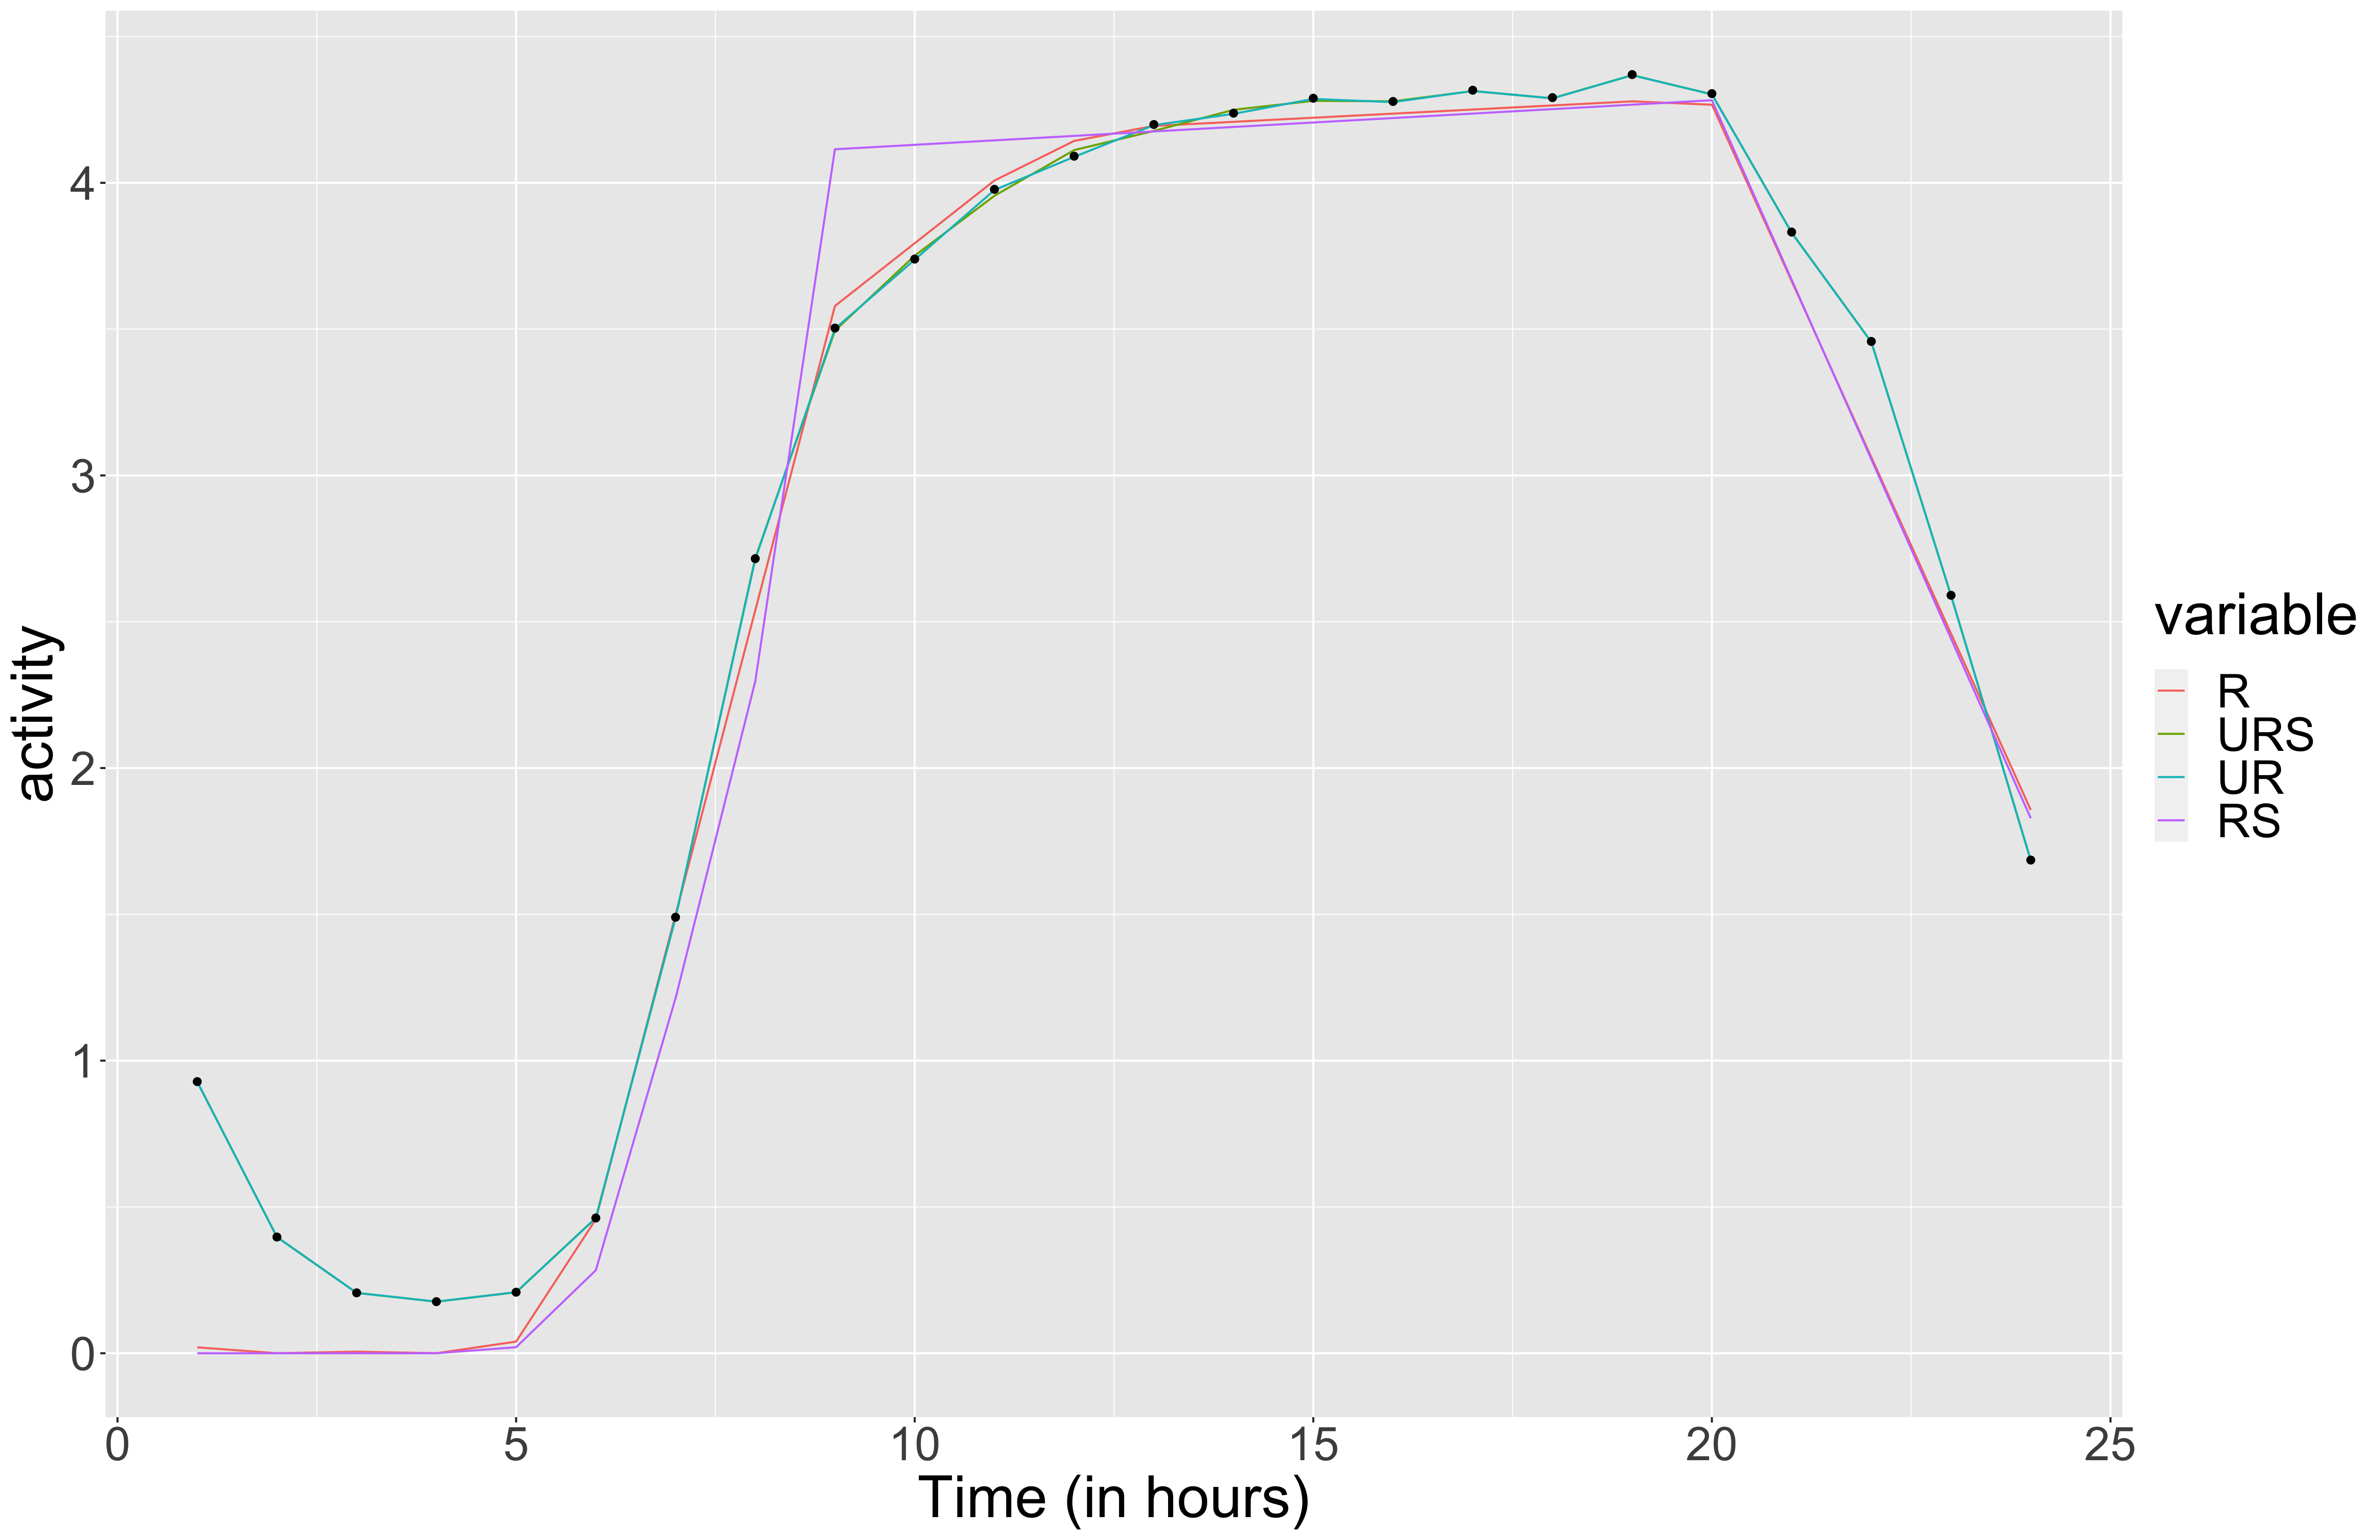 activity
4
3
2
1
0
0 5 10 15 20 25
Time (in hours)
variable
R
URS
UR
RS